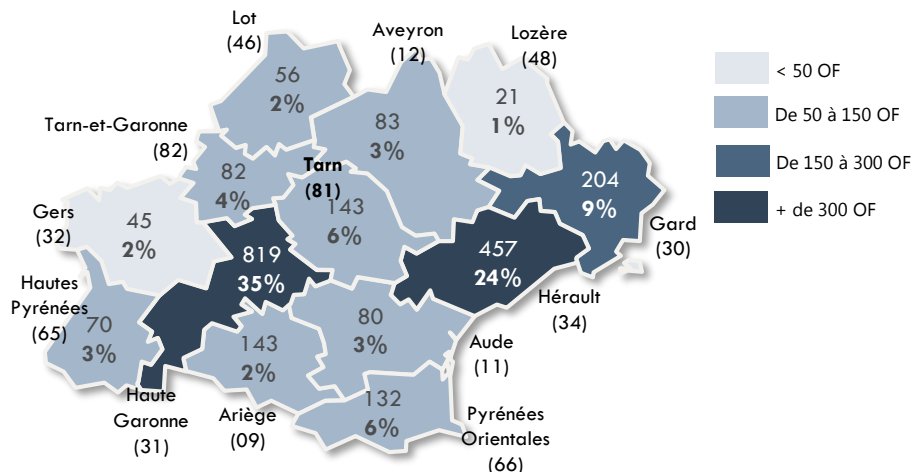 Lot
(46)
Aveyron
(12)
Lozère
(48)
< 50 OF
De 50 à 150 OF
De 150 à 300 OF
+ de 300 OF
56
2%
21
1%
83
3%
Tarn-et-Garonne
(82)
82
4%
Tarn
(81)
143
6%
204
9%
Gers
(32)
45
2%
819
35%
457
24%
Gard
(30)
Hautes
Pyrénées
(65)
70
3%
Hérault
(34)
80
3%
Aude
(11)
143
2%
Haute
Garonne
(31)
Ariège
(09)
132
6%
Pyrénées
Orientales
(66)